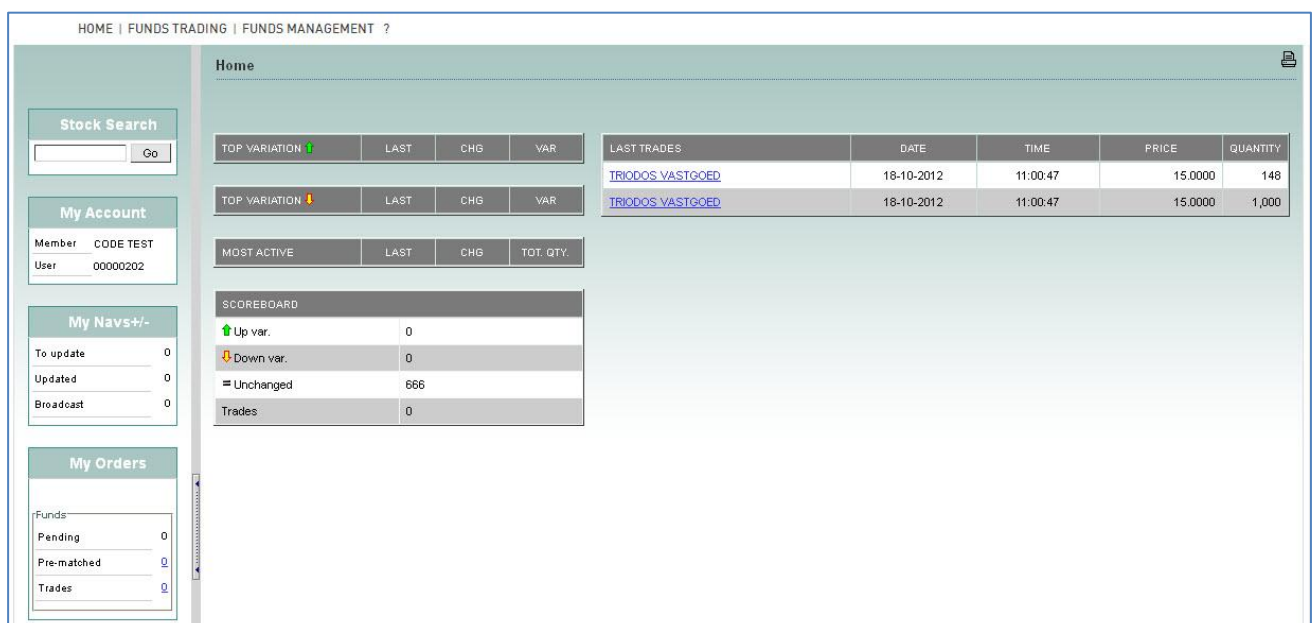 HOME | FUNDS TRADING | FUNDS MANAGEMENT ?
Home
Stock Search
Go
My Account
Member CODE TEST
User 00000202
My Navs+/-
To update 0
Updated 0
Broadcast 0
My Orders
Funds
Pending 0
Pre-matched 0
Trades 0
TOP VARIATION LAST CHG VAR
TOP VARIATION LAST CHG VAR
MOST ACTIVE LAST CHG TOT. QTY.
SCOREBOARD
Up var. 0
Down var. 0
= Unchanged 666
Trades 0
LAST TRADES DATE TIME PRICE QUANTITY
TRIODOS VASTGOED 18-10-2012 11:00:47 15.0000 148
TRIODOS VASTGOED 18-10-2012 11:00:47 15.0000 1,000